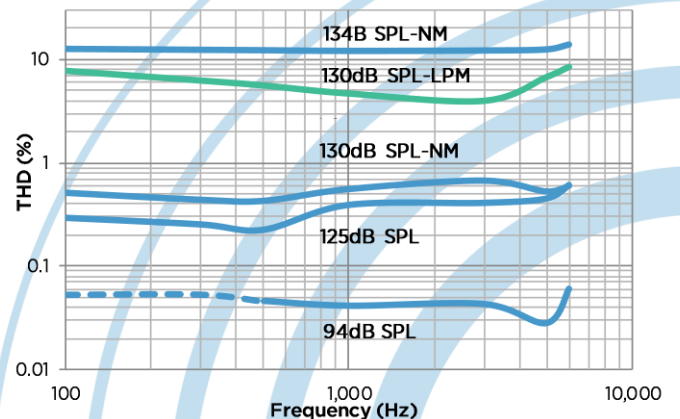 134B SPL-NM
10
130dB SPL-LPM
130dB SPL-NM
1
THD (%)
125dB SPL
0.1
94dB SPL
0.01
100
1,000
10,000
Frequency (Hz)